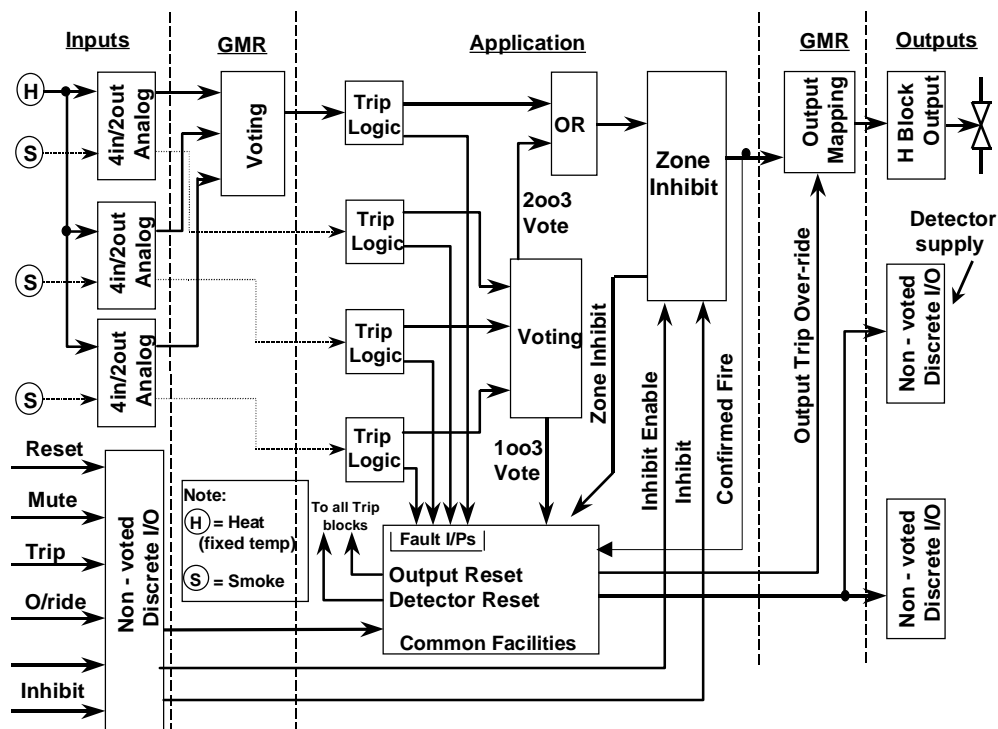 Inputs
GMR
Application
GMR
Outputs
H
S
S
S
4in/2out
Analog
4in/2out
Analog
4in/2out
Analog
Voting
Trip
Logic
Trip
Logic
Trip
Logic
Trip
Logic
OR
2oo3
Vote
Voting
1oo3
Vote
Zone
Inhibit
Zone Inhibit
Inhibit Enable
Inhibit
Confirmed Fire
Output
Mapping
Output Trip Over-ride
H Block
Output
Detector
supply
Non - voted
Discrete I/O
Non - voted
Discrete I/O
Reset
Mute
Trip
O/ride
Inhibit
Non - voted
Discrete I/O
Note:
H = Heat
(fixed temp)
S = Smoke
To all Trip
blocks
Fault I/Ps
Output Reset
Detector Reset
Common Facilities